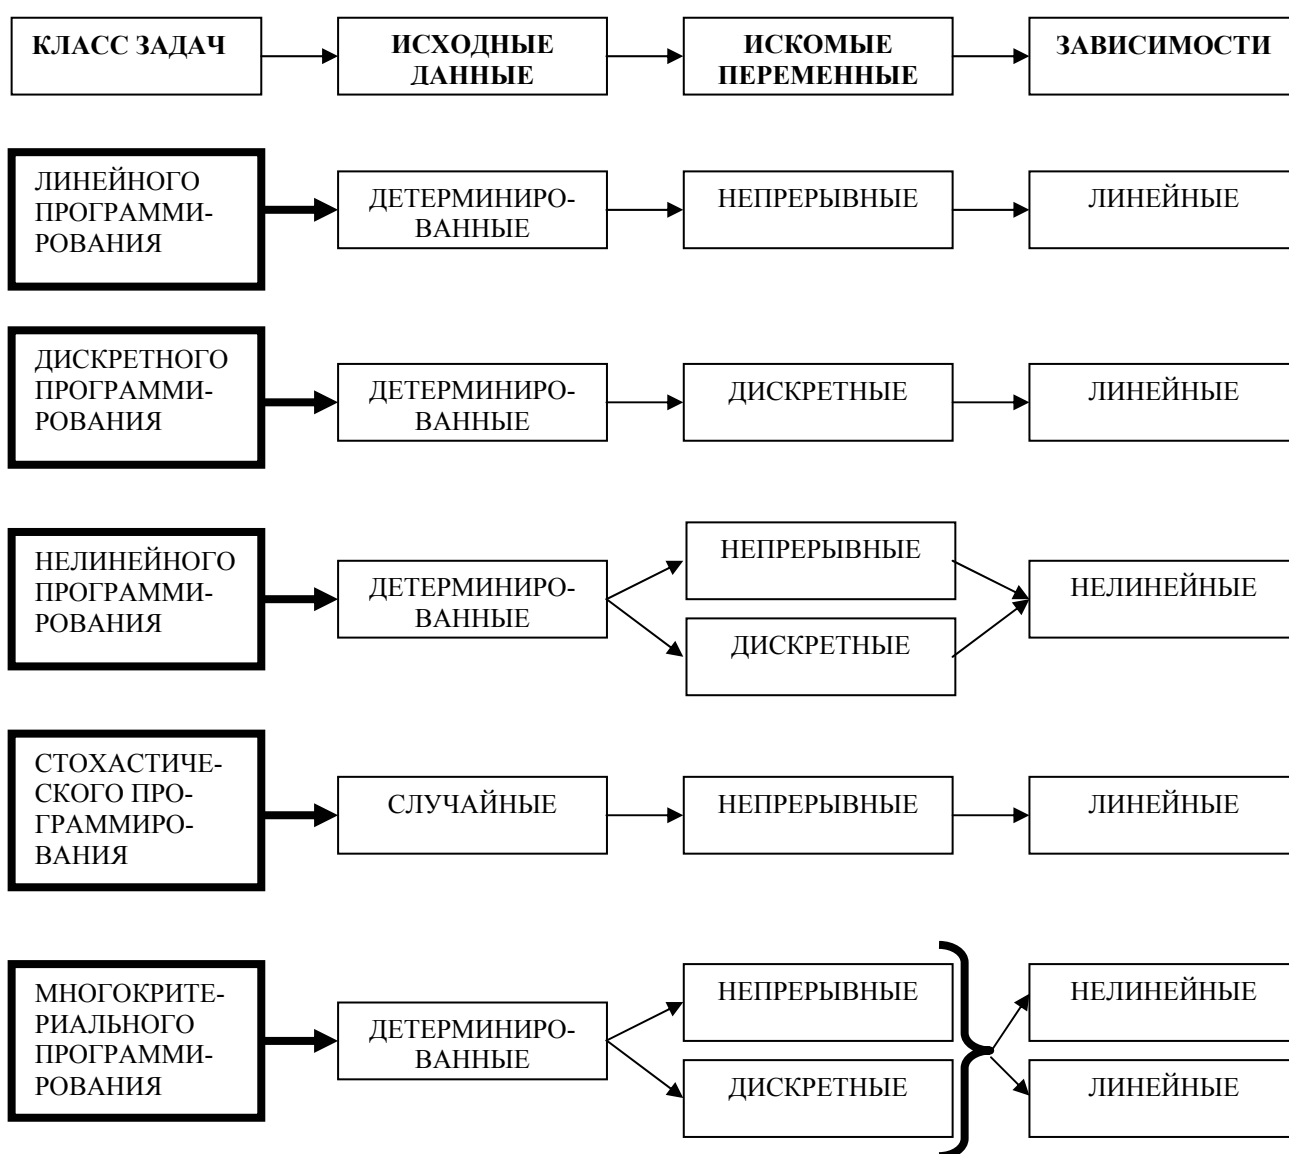 КЛАСС ЗАДАЧ
ИСХОДНЫЕ
ДАННЫЕ
ИСКОМЫЕ
ПЕРЕМЕННЫЕ
ЗАВИСИМОСТИ
ЛИНЕЙНОГО
ПРОГРАММИ-
РОВАНИЯ
ДЕТЕРМИНИРО-
ВАННЫЕ
НЕПРЕРЫВНЫЕ
ЛИНЕЙНЫЕ
ДИСКРЕТНОГО
ПРОГРАММИ-
РОВАНИЯ
ДЕТЕРМИНИРО-
ВАННЫЕ
ДИСКРЕТНЫЕ
ЛИНЕЙНЫЕ
НЕЛИНЕЙНОГО
ПРОГРАММИ-
РОВАНИЯ
ДЕТЕРМИНИРО-
ВАННЫЕ
НЕПРЕРЫВНЫЕ
ДИСКРЕТНЫЕ
НЕЛИНЕЙНЫЕ
СТОХАСТИЧЕ-
СКОГО ПРО-
ГРАММИРО-
ВАНИЯ
СЛУЧАЙНЫЕ
НЕПРЕРЫВНЫЕ
ЛИНЕЙНЫЕ
МНОГОКРИТЕ-
РИАЛЬНОГО
ПРОГРАММИ-
РОВАНИЯ
ДЕТЕРМИНИРО-
ВАННЫЕ
НЕПРЕРЫВНЫЕ
ДИСКРЕТНЫЕ
НЕЛИНЕЙНЫЕ
ЛИНЕЙНЫЕ